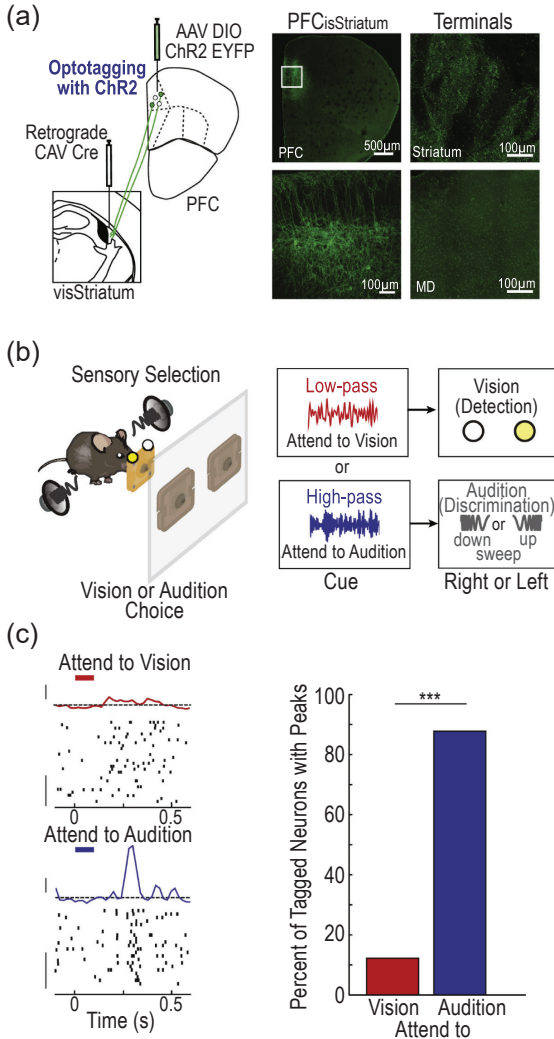 (a)
AAV DIO
ChR2 EYFP
Optotagging
with ChR2
Retrograde
CAV Cre
PFC
visStriatum
PFCisStriatum
Terminals
PFC
500μm
Striatum
100μm
100μm
MD
100μm
(b)
Sensory Selection
Vision or Audition
Choice
Low-pass
Attend to Vision
or
High-pass
Attend to Audition
Cue
Vision
(Detection)
Audition
(Discrimination)
or
down up
sweep
Right or Left
(c)
Attend to Vision
0 0.5
Attend to Audition
0 0.5
Time (s)
Percent of Tagged Neurons with Peaks
100
80
60
40
20
0
***
Vision Audition
Attend to